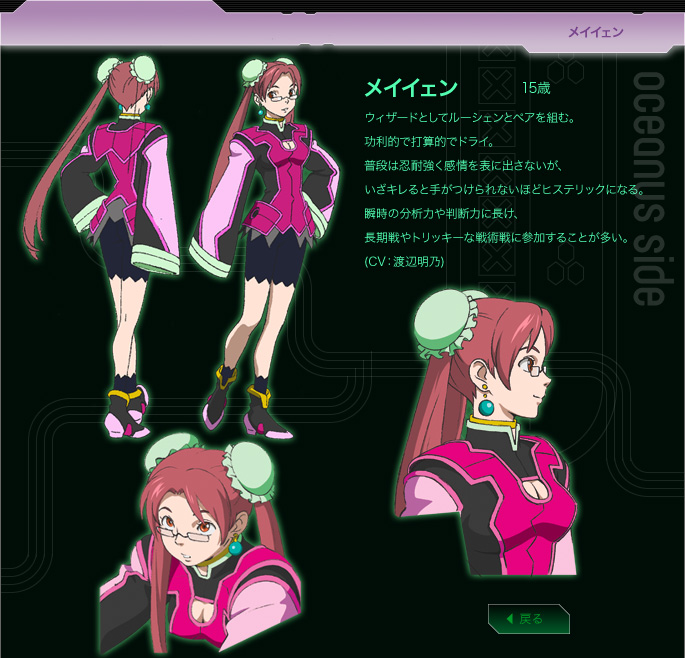 メイイェン
メイイェン 15歳
ウィザードとしてルーシェンとペアを組む。
功利的で打算的でドライ。
普段は忍耐強く感情を表に出さないが、
いざキレると手がつけられないほどヒステリックになる。
瞬時の分析力や判断力に長け、
長期戦やトリッキーな戦術戦に参加することが多い。
(CV：渡辺明乃)
oceanus side
戻る